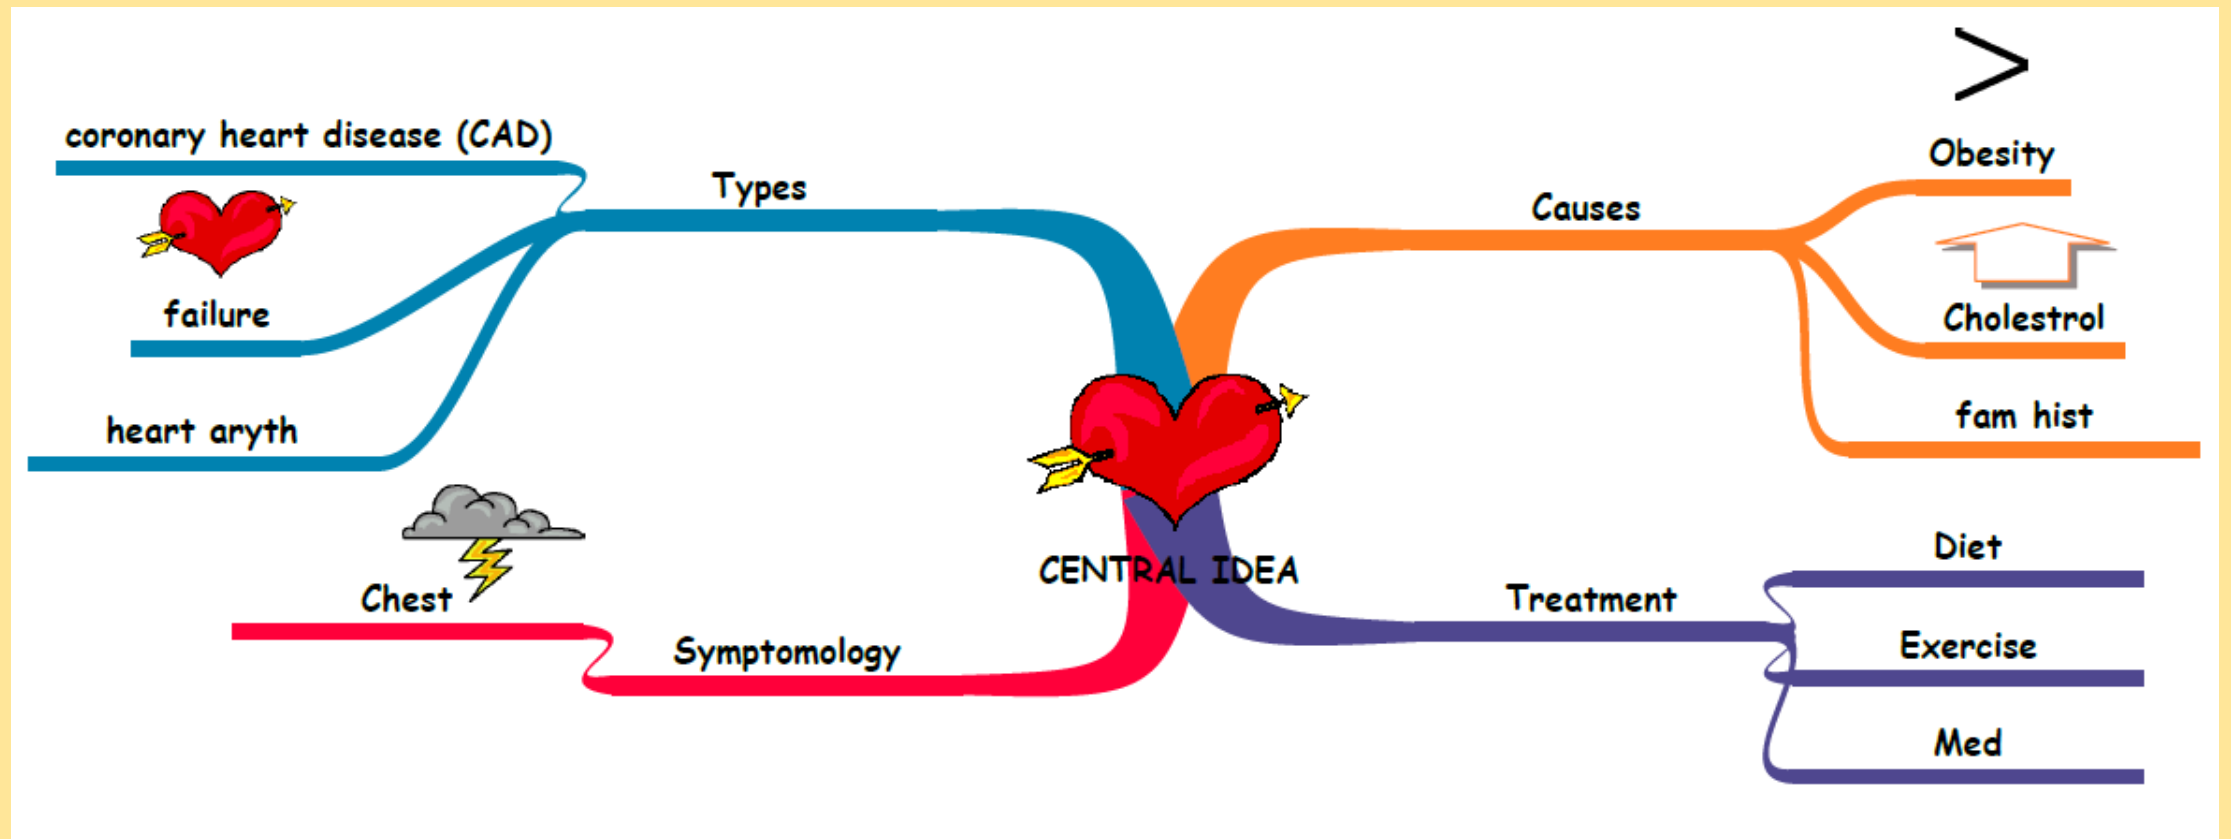 coronary heart disease (CAD)
failure
heart aryth
Types
Chest
Symptomology
CENTRAL IDEA
Causes
>
Obesity
Cholestrol
fam hist
Treatment
Diet
Exercise
Med